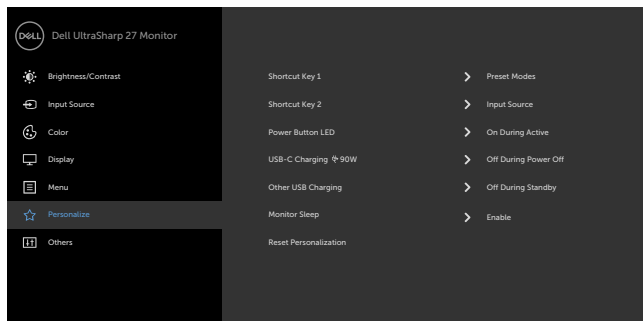 DELL Dell UltraSharp 27 Monitor
Brightness/Contrast Shortcut Key 1 Preset Modes
Input Source Shortcut Key 2 Input Source
Color Power Button LED On During Active
Display USB-C Charging 90W Off During Power Off
Menu Other USB Charging Off During Standby
Personalize Monitor Sleep Enable
Others Reset Personalization